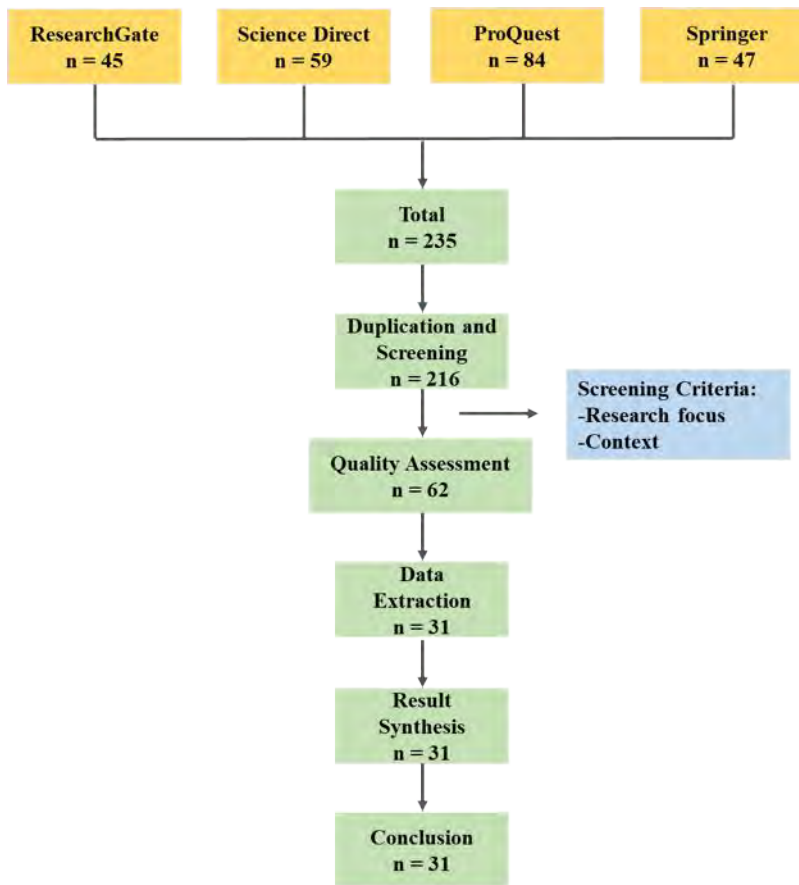 ResearchGate
n = 45
Science Direct
n = 59
ProQuest
n = 84
Springer
n = 47
Total
n = 235
Duplication and
Screening
n = 216
Screening Criteria:
-Research focus
-Context
Quality Assessment
n = 62
Data
Extraction
n = 31
Result
Synthesis
n = 31
Conclusion
n = 31